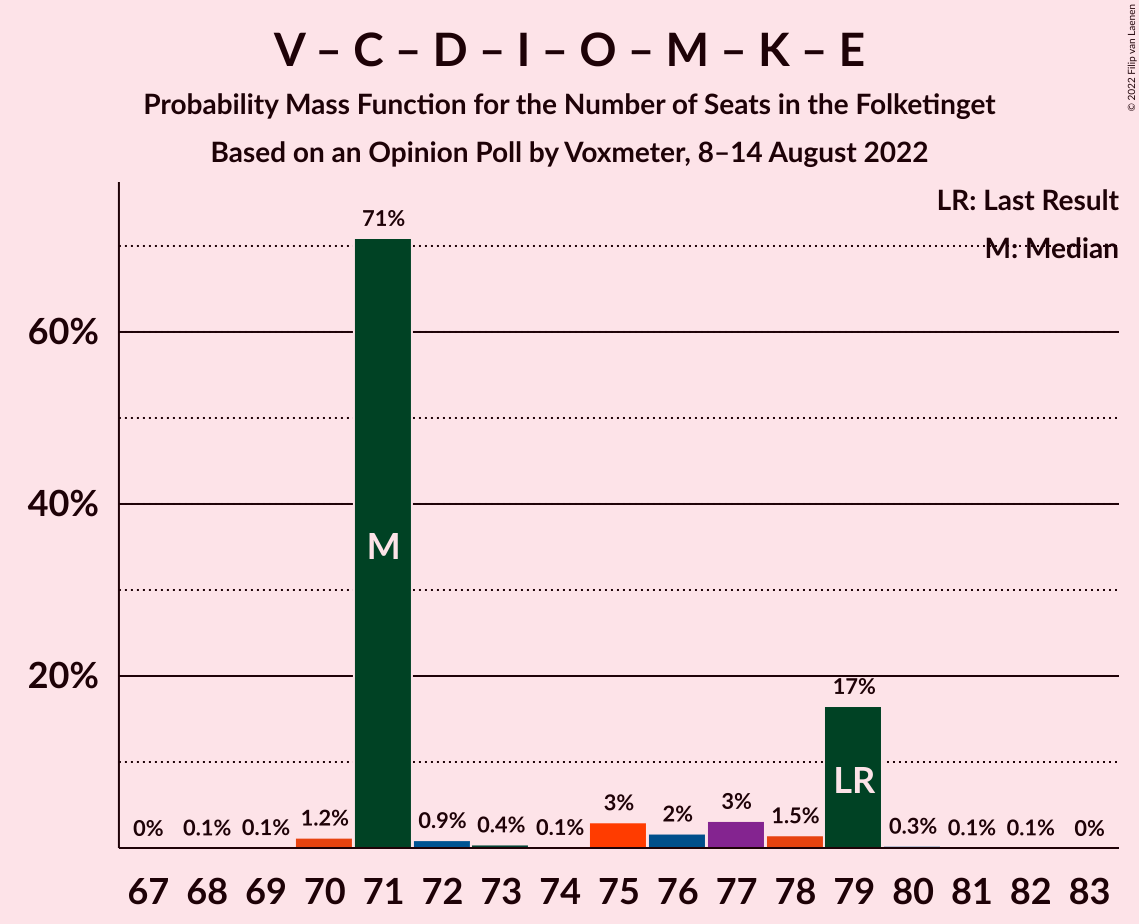 V – C – D – I – O – M – K – E
Probability Mass Function for the Number of Seats in the Folketinget
Based on an Opinion Poll by Voxmeter, 8–14 August 2022
© 2022 Filip van Laenen
LR: Last Result
M: Median
60%
40%
20%
0%
0.1%
0.1%
1.2%
71%
0.9%
0.4%
0.1%
3%
2%
3%
1.5%
17%
0.3%
0.1%
0.1%
0%
M
LR
67 68 69 70 71 72 73 74 75 76 77 78 79 80 81 82 83